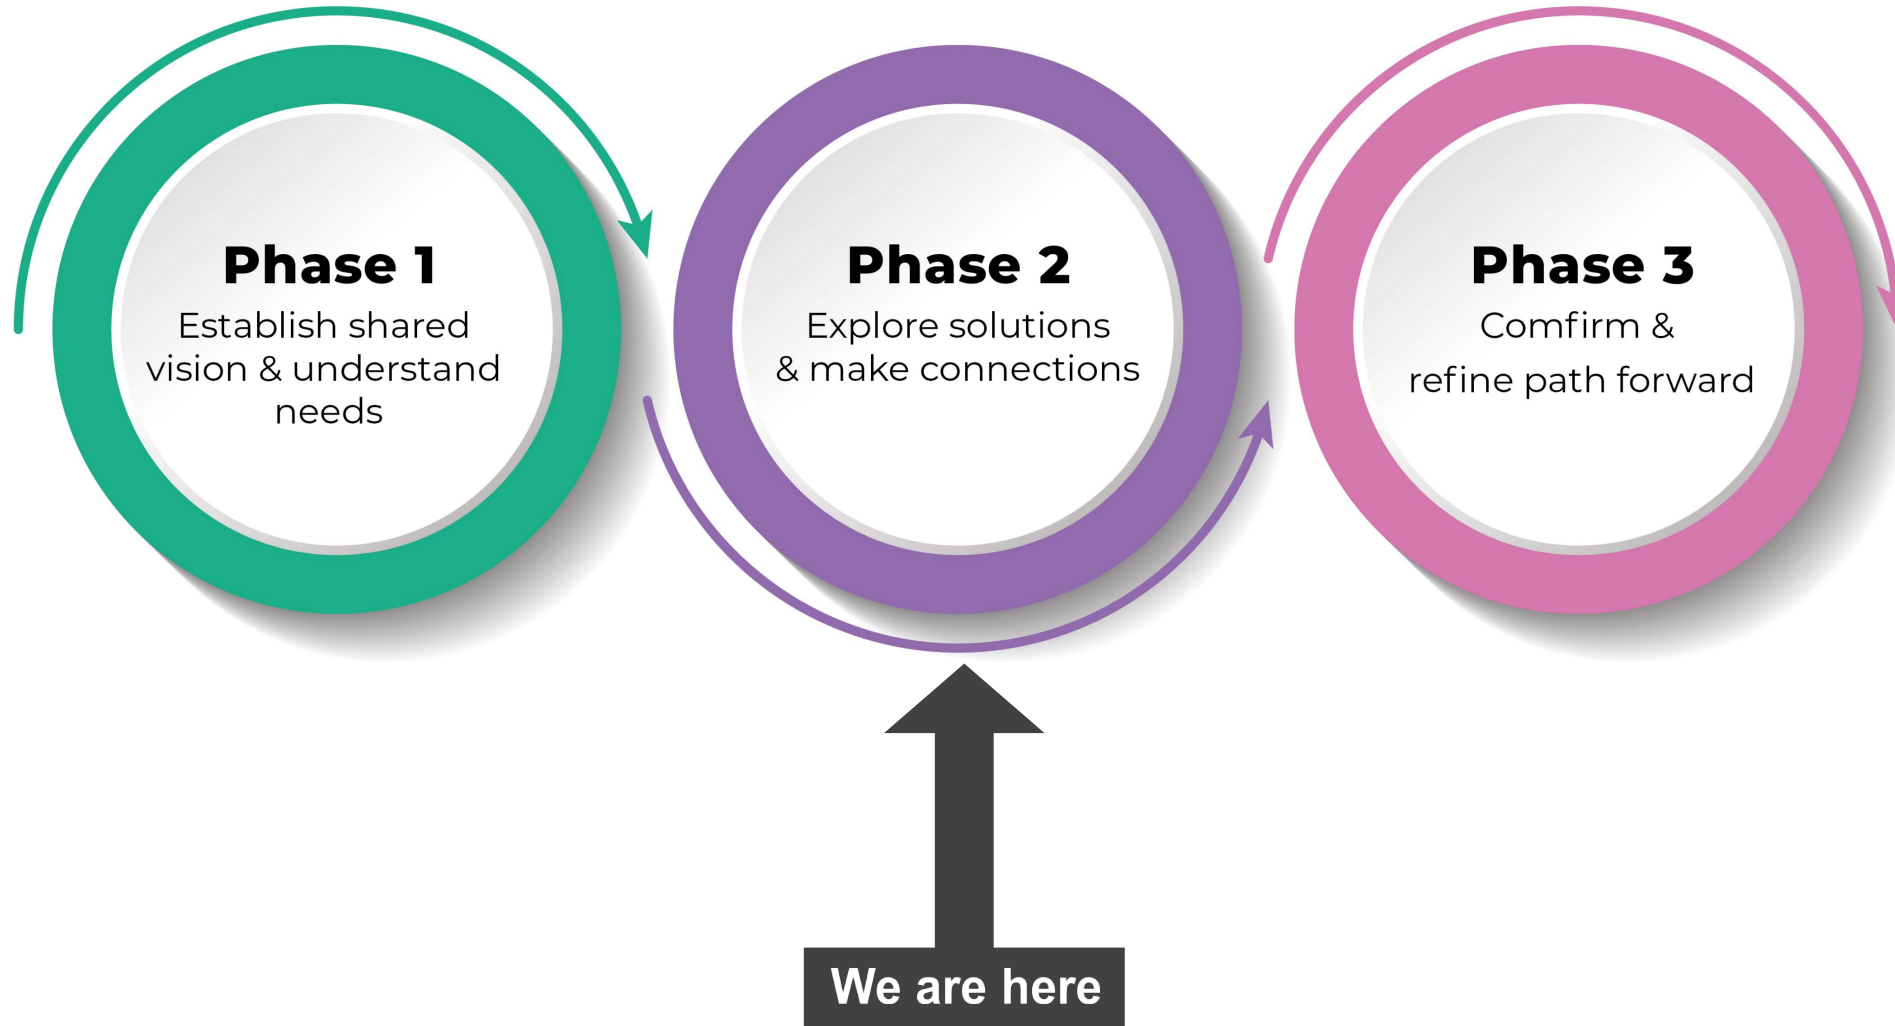 Phase 1
Establish shared
vision & understand
needs
Phase 2
Explore solutions
& make connections
Phase 3
Comfirm &
refine path forward
We are here